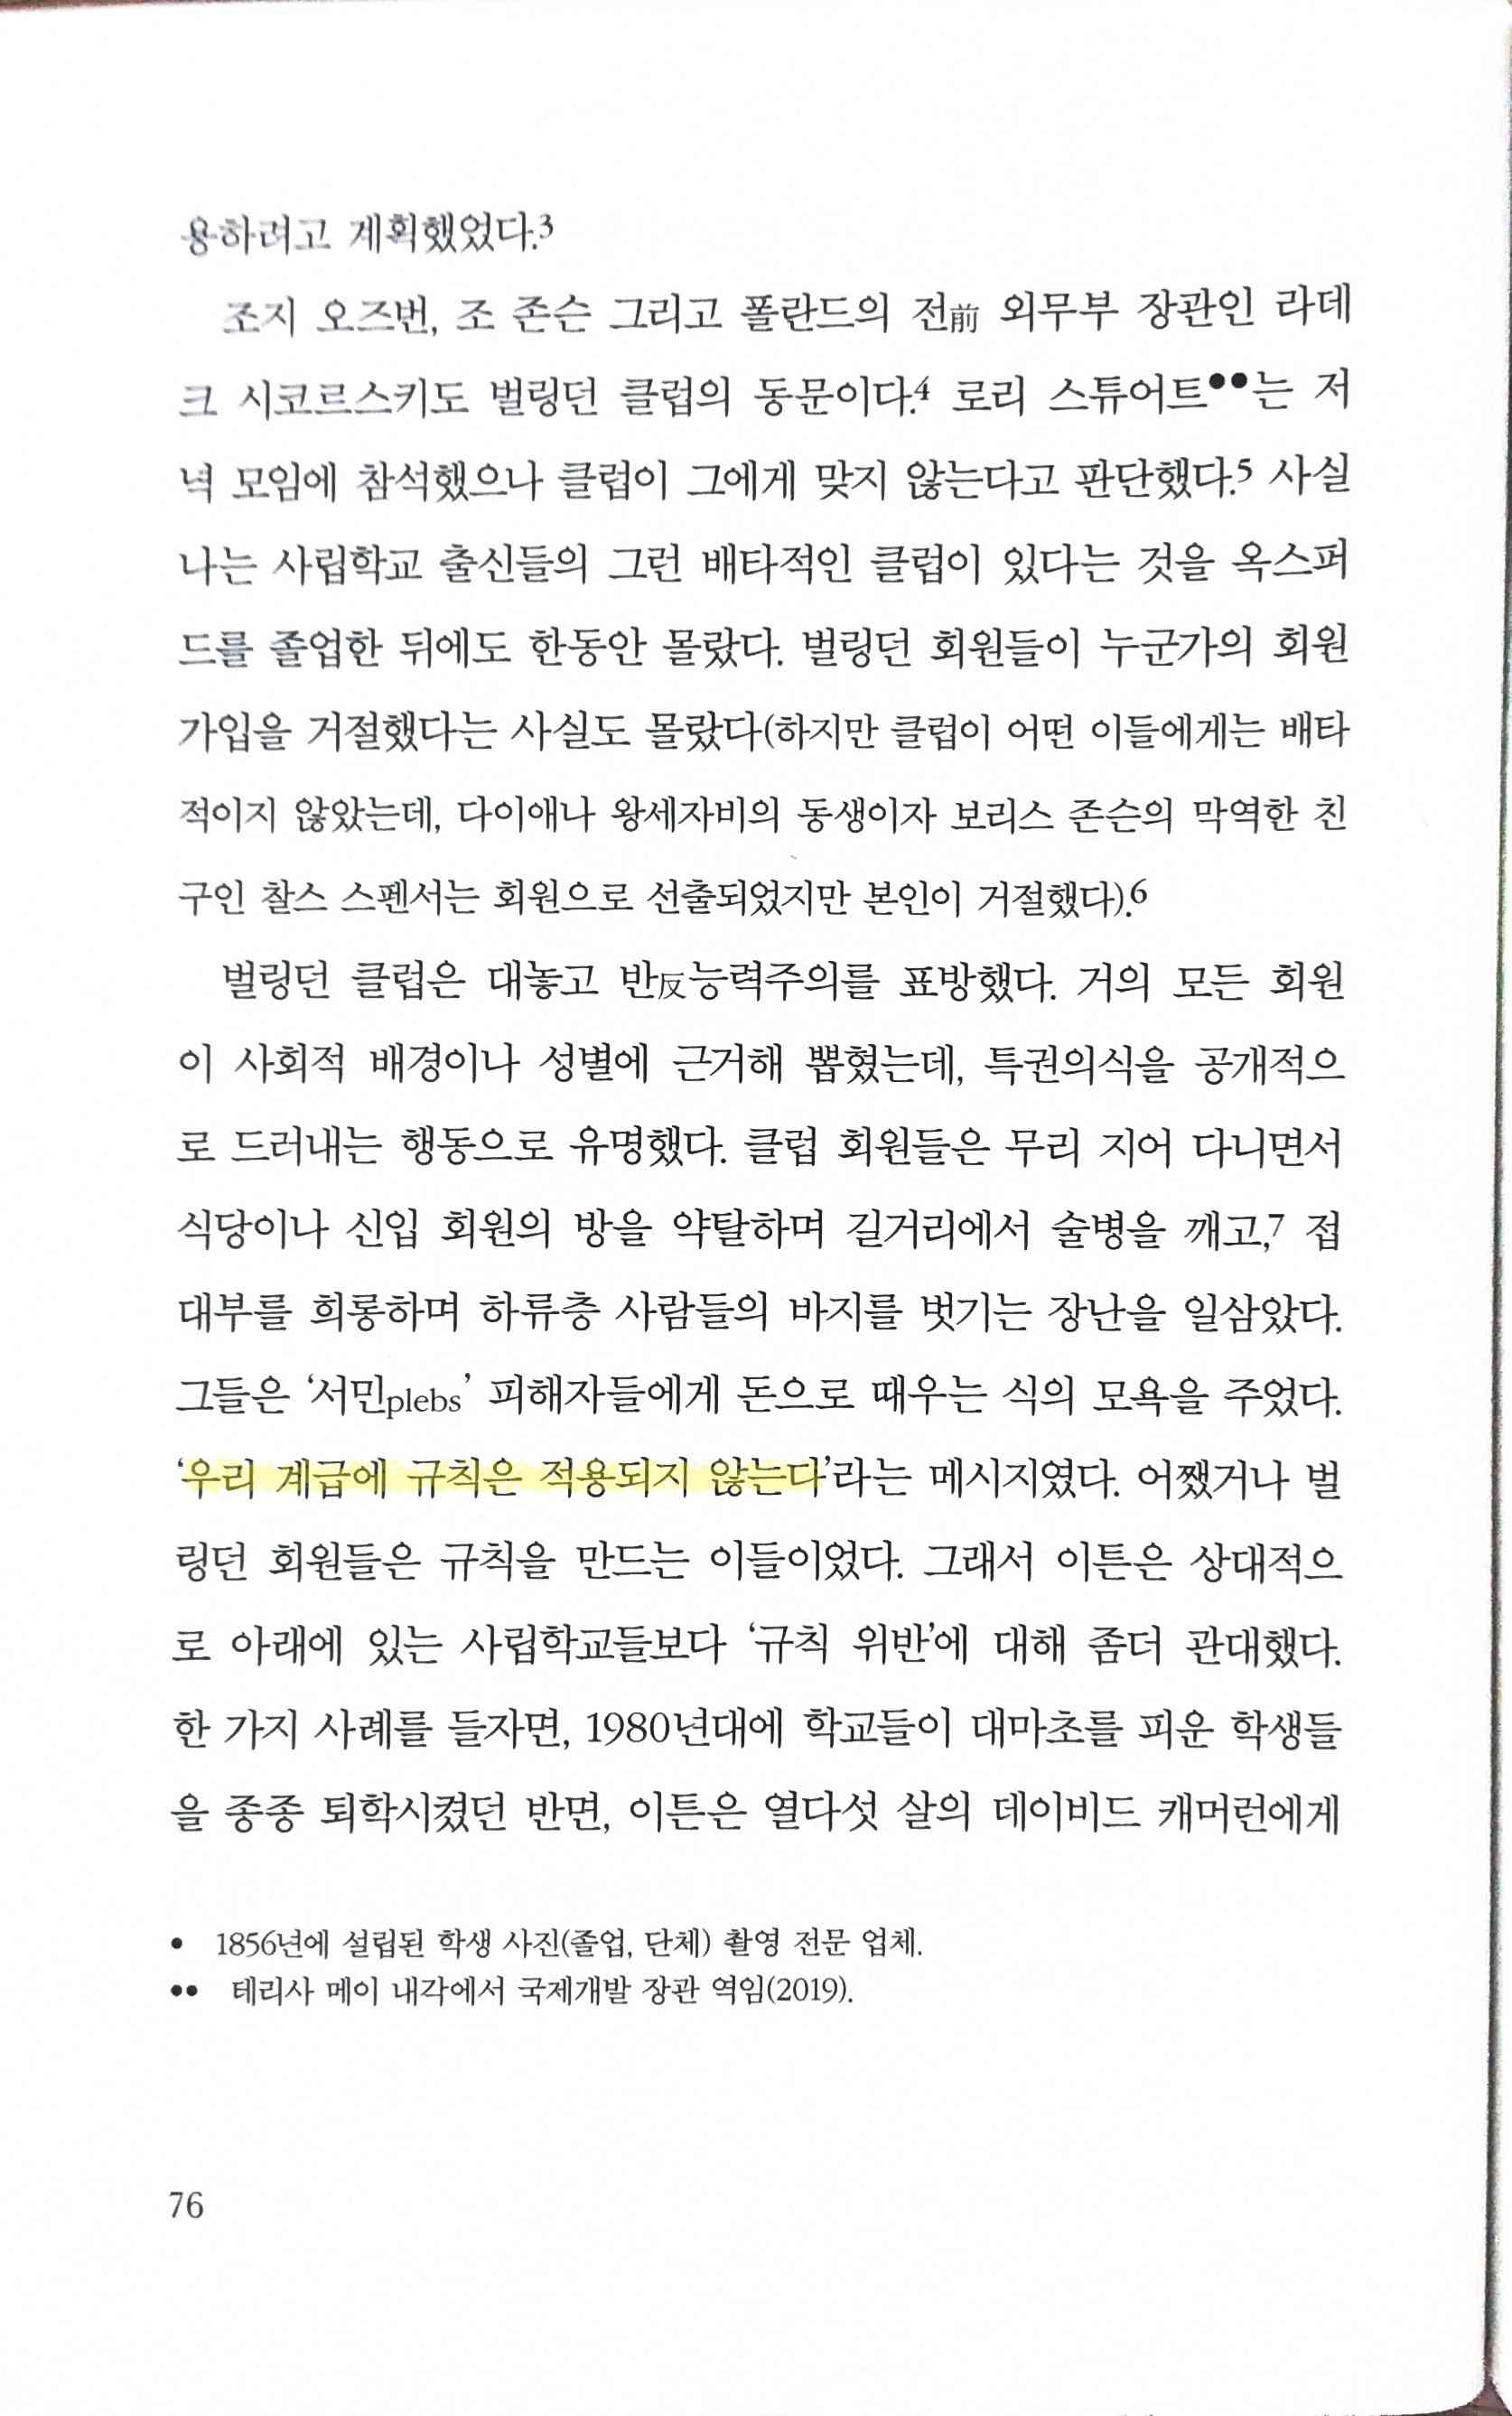 용하려고 계획했었다.3
조지 오즈번, 조 존슨 그리고 폴란드의 전前 외무부 장관인 라데
크 시코르스키도 벌링던 클럽의 동문이다.4 로리 스튜어트●●는 저
녁 모임에 참석했으나 클럽이 그에게 맞지 않는다고 판단했다.5 사실
나는 사립학교 출신들의 그런 배타적인 클럽이 있다는 것을 옥스퍼
드를 졸업한 뒤에도 한동안 몰랐다. 벌링던 회원들이 누군가의 회원
가입을 거절했다는 사실도 몰랐다(하지만 클럽이 어떤 이들에게는 배타
적이지 않았는데, 다이애나 왕세자비의 동생이자 보리스 존슨의 막역한 친
구인 찰스 스펜서는 회원으로 선출되었지만 본인이 거절했다).6
벌링던 클럽은 대놓고 반反능력주의를 표방했다. 거의 모든 회원
이 사회적 배경이나 성별에 근거해 뽑혔는데, 특권의식을 공개적으
로 드러내는 행동으로 유명했다. 클럽 회원들은 무리 지어 다니면서
식당이나 신입 회원의 방을 약탈하며 길거리에서 술병을 깨고,7 접
대부를 희롱하며 하류층 사람들의 바지를 벗기는 장난을 일삼았다.
그들은 ‘서민plebs’ 피해자들에게 돈으로 때우는 식의 모욕을 주었다.
‘우리 계급에 규칙은 적용되지 않는다’라는 메시지였다. 어쨌거나 벌
링던 회원들은 규칙을 만드는 이들이었다. 그래서 이튼은 상대적으
로 아래에 있는 사립학교들보다 ‘규칙 위반’에 대해 좀더 관대했다.
한 가지 사례를 들자면, 1980년대에 학교들이 대마초를 피운 학생들
을 종종 퇴학시켰던 반면, 이튼은 열다섯 살의 데이비드 캐머런에게
● 1856년에 설립된 학생 사진(졸업, 단체) 촬영 전문 업체.
●● 테리사 메이 내각에서 국제개발 장관 역임(2019).
76